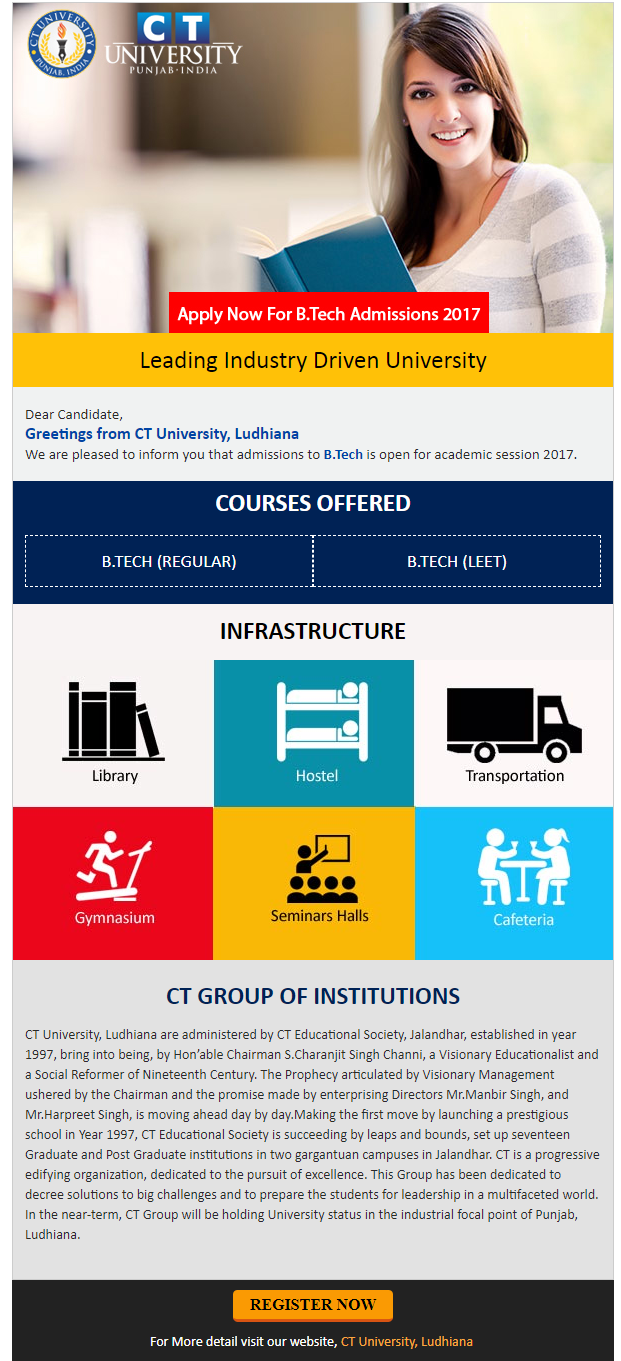 CT UNIVERSITY
PUNJAB, INDIA
CT
UNIVERSITY
PUNJAB·INDIA
Apply Now For B.Tech Admissions 2017
Leading Industry Driven University
Dear Candidate,
Greetings from CT University, Ludhiana
We are pleased to inform you that admissions to B.Tech is open for academic session 2017.
COURSES OFFERED
B.TECH (REGULAR)
B.TECH (LEET)
INFRASTRUCTURE
Library
Hostel
Transportation
Gymnasium
Seminars Halls
Cafeteria
CT GROUP OF INSTITUTIONS
CT University, Ludhiana are administered by CT Educational Society, Jalandhar, established in year
1997, bring into being, by Hon’able Chairman S.Charanjit Singh Channi, a Visionary Educationalist and
a Social Reformer of Nineteenth Century. The Prophecy articulated by Visionary Management
ushered by the Chairman and the promise made by enterprising Directors Mr.Manbir Singh, and
Mr.Harpreet Singh, is moving ahead day by day.Making the first move by launching a prestigious
school in Year 1997, CT Educational Society is succeeding by leaps and bounds, set up seventeen
Graduate and Post Graduate institutions in two gargantuan campuses in Jalandhar. CT is a progressive
edifying organization, dedicated to the pursuit of excellence. This Group has been dedicated to
decree solutions to big challenges and to prepare the students for leadership in a multifaceted world.
In the near-term, CT Group will be holding University status in the industrial focal point of Punjab,
Ludhiana.
REGISTER NOW
For More detail visit our website, CT University, Ludhiana